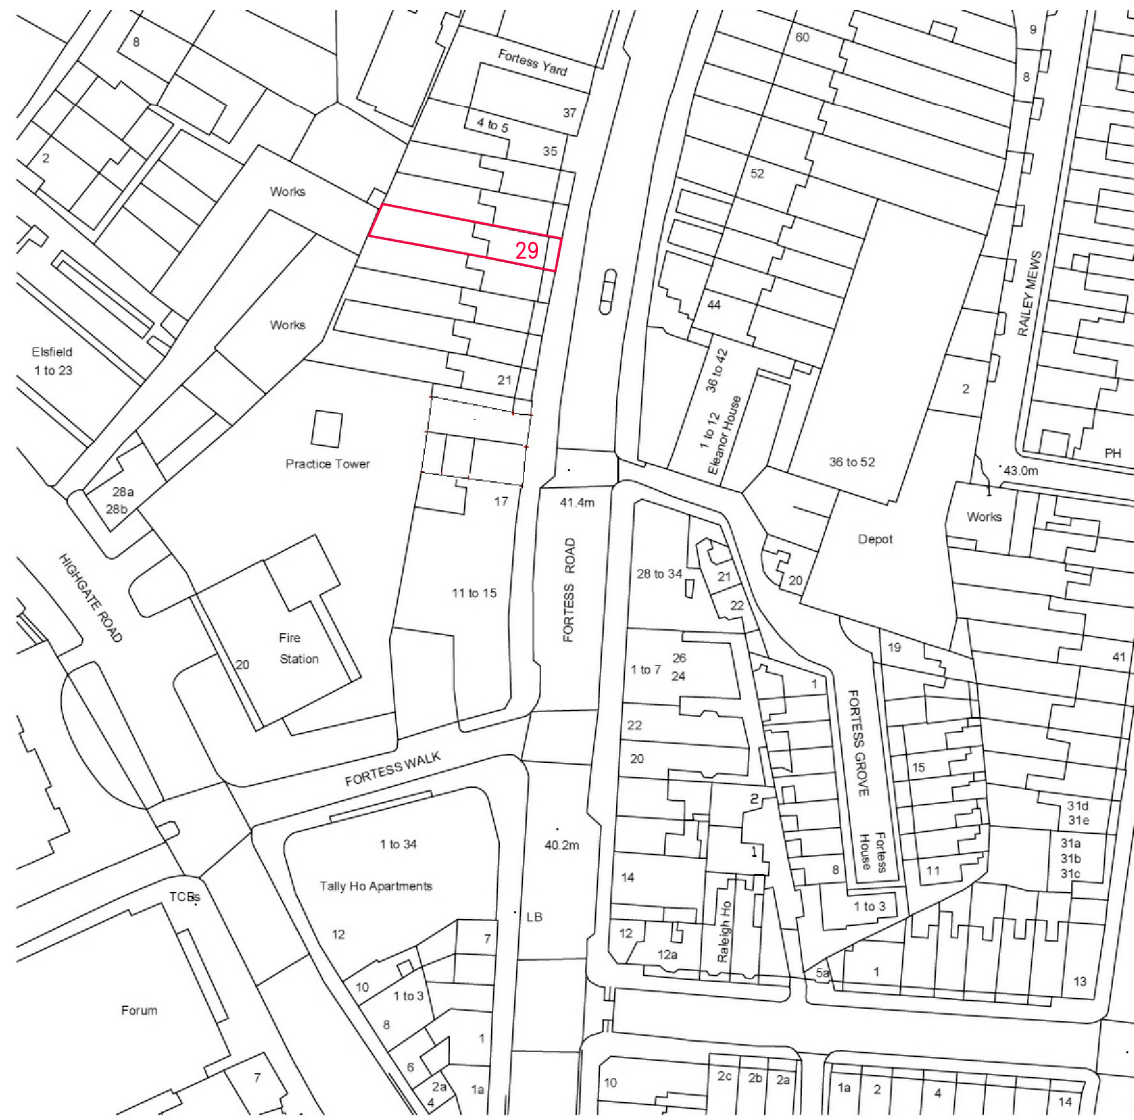 8
Fortess Yard
37
4 to 5
35
60
9
8
2
Works
52
29
RAILEY MEWS
44
Works
Elsfield
1 to 23
21
36 to 42
1 to 12
Eleanor House
2
PH
Practice Tower
36 to 52
43.0m
28a
28b
17
41.4m
Works
Depot
HIGHGATE ROAD
FORTESS ROAD
28 to 34
21
20
22
11 to 15
Fire
Station
20
19
41
1 to 7
26
24
1
FORTESS GROVE
22
20
15
FORTESS WALK
2
31d
31e
1 to 34
40.2m
1
Fortess
House
31a
31b
31c
Tally Ho Apartments
14
8
11
TCBs
1 to 3
LB
Raleigh Ho
12
7
12
12a
5a
1
13
10
1 to 3
Forum
8
1
6
7
2a
4
1a
10
2c
2b
2a
1a
2
4
14